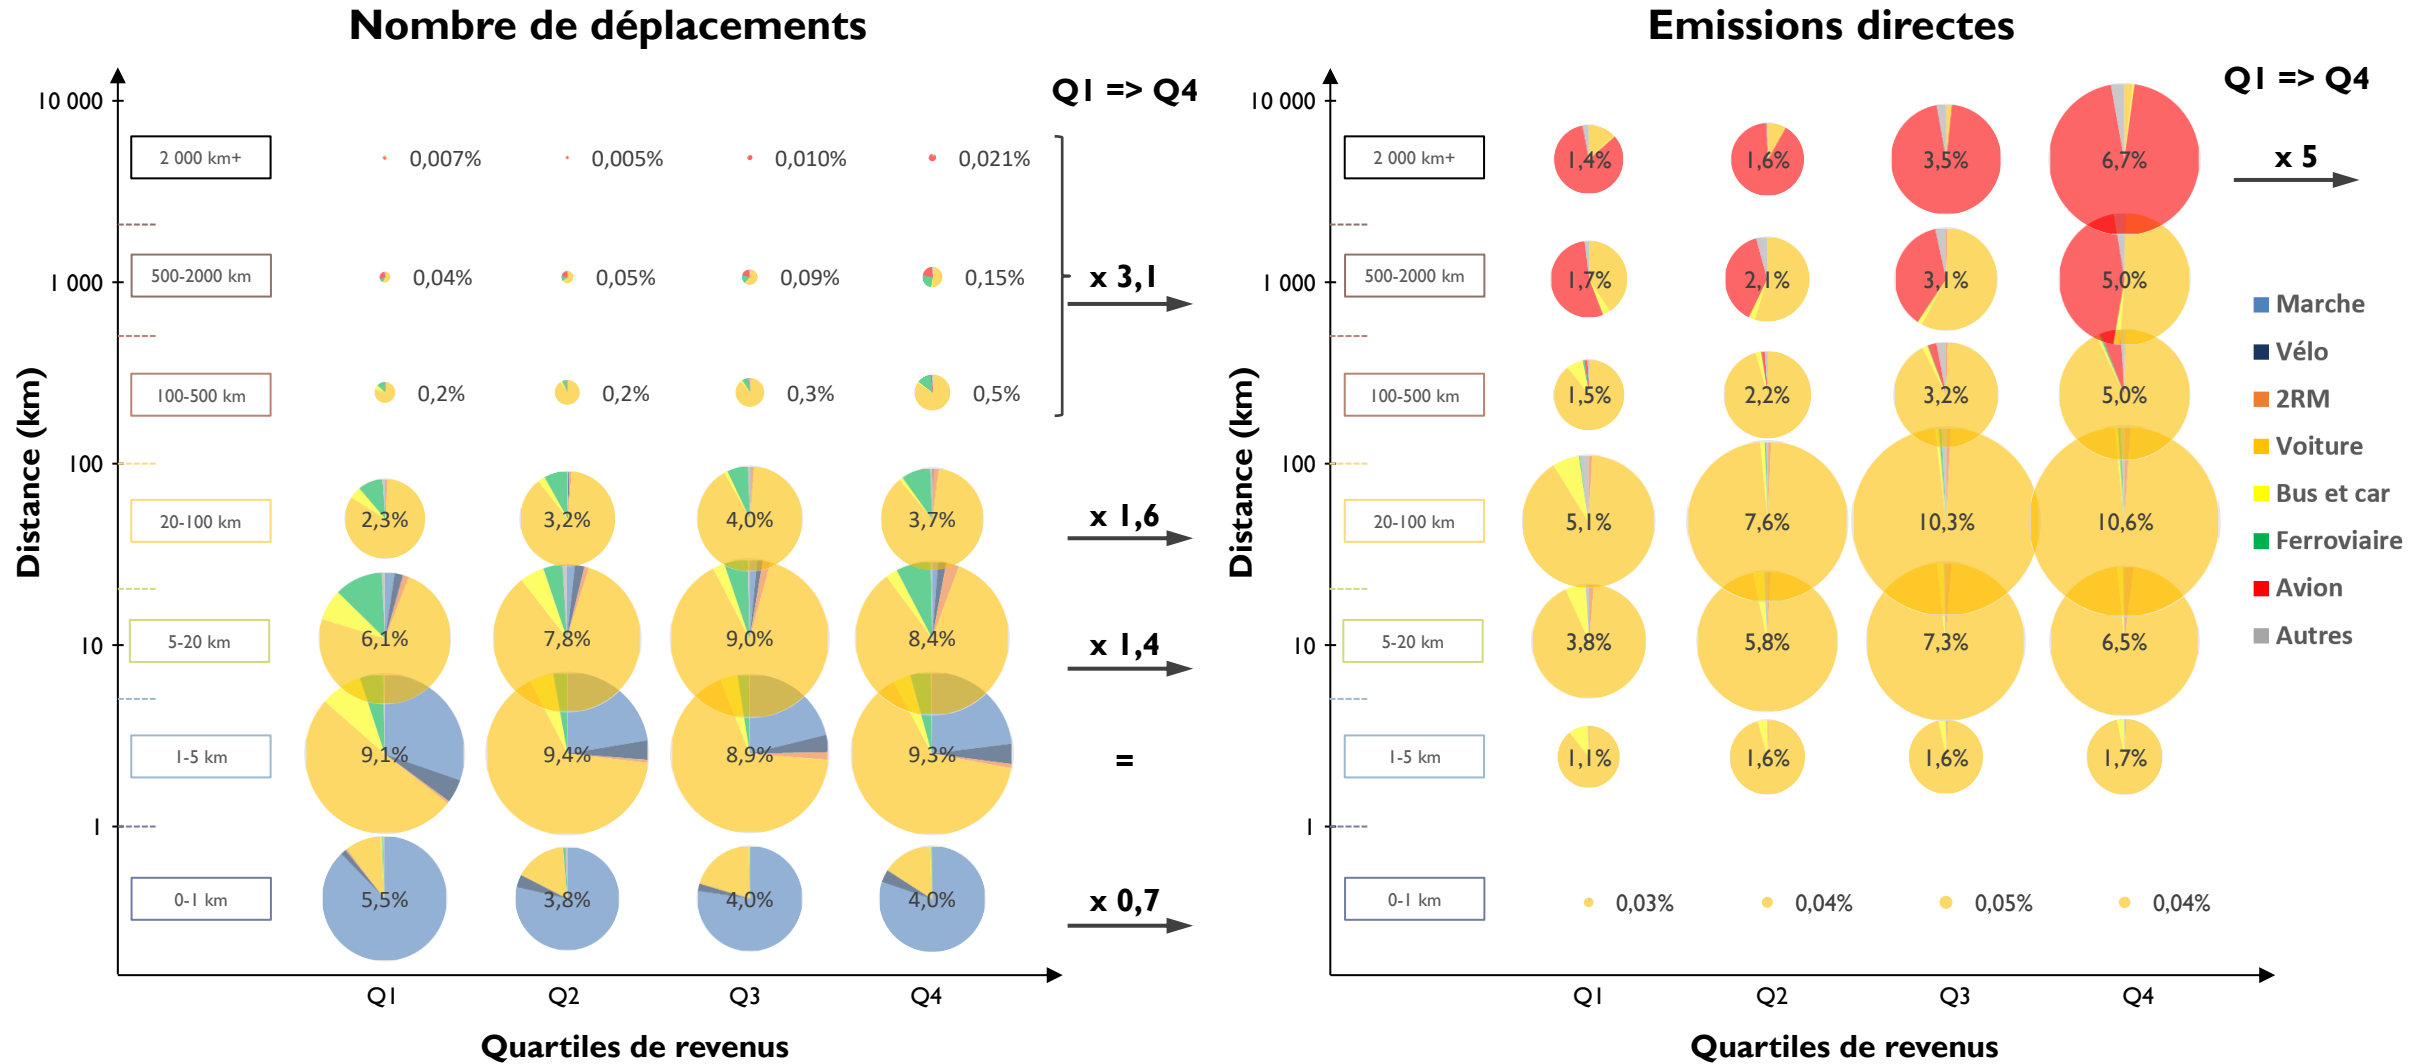 Nombre de déplacements
Q1 => Q4
Distance (km)
10 000
1 000
100
10
1
2 000 km+
0,007%
0,005%
0,010%
0,021%
500-2000 km
0,04%
0,05%
0,09%
0,15%
x 3,1
100-500 km
0,2%
0,2%
0,3%
0,5%
20-100 km
2,3%
3,2%
4,0%
3,7%
x 1,6
5-20 km
6,1%
7,8%
9,0%
8,4%
x 1,4
1-5 km
9,1%
9,4%
8,9%
9,3%
=
0-1 km
5,5%
3,8%
4,0%
4,0%
x 0,7
Q1
Q2
Q3
Q4
Quartiles de revenus
Emissions directes
Q1 => Q4
Distance (km)
10 000
1 000
100
10
1
2 000 km+
1,4%
1,6%
3,5%
6,7%
x 5
500-2000 km
1,7%
2,1%
3,1%
5,0%
100-500 km
1,5%
2,2%
3,2%
5,0%
20-100 km
5,1%
7,6%
10,3%
10,6%
5-20 km
3,8%
5,8%
7,3%
6,5%
1-5 km
1,1%
1,6%
1,6%
1,7%
0-1 km
0,03%
0,04%
0,05%
0,04%
Q1
Q2
Q3
Q4
Quartiles de revenus
Marche
Vélo
2RM
Voiture
Bus et car
Ferroviaire
Avion
Autres